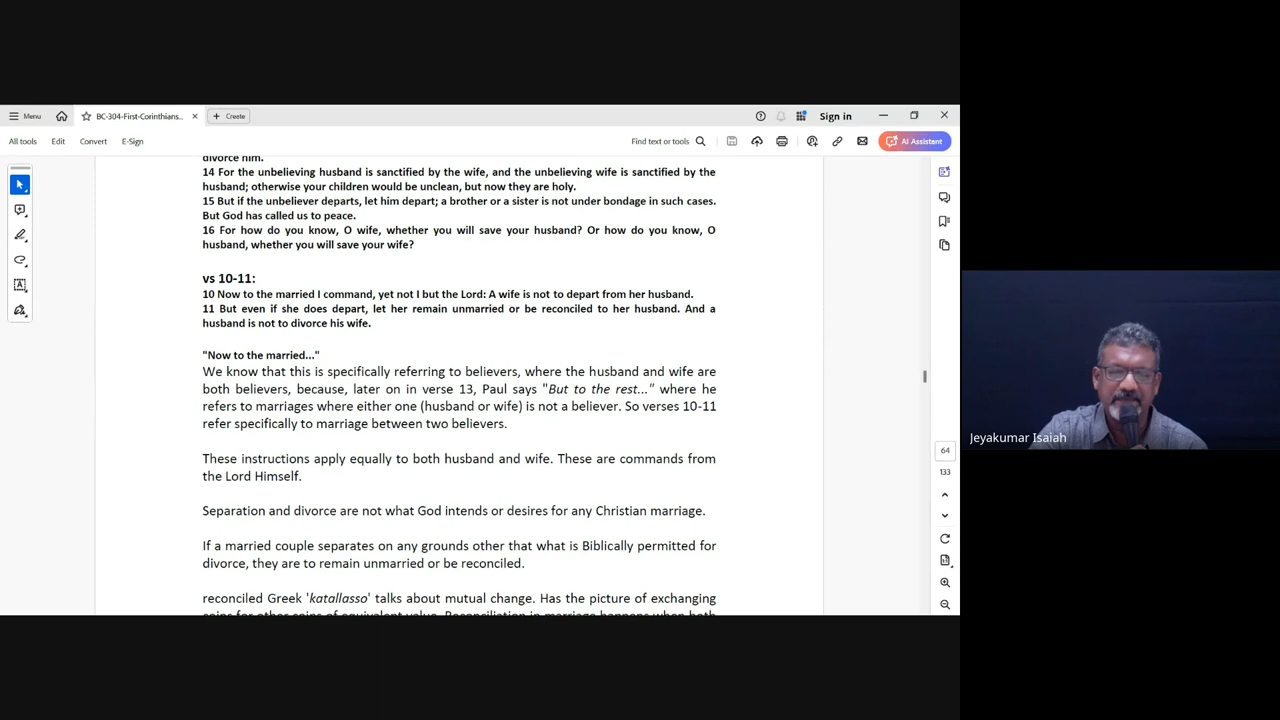 Menu
BC-304-First-Corinthians...
Create
Sign in
All tools
Edit
Convert
E-Sign
Find text or tools
AI Assistant
divorce him.
14 For the unbelieving husband is sanctified by the wife, and the unbelieving wife is sanctified by the
husband; otherwise your children would be unclean, but now they are holy.
15 But if the unbeliever departs, let him depart; a brother or a sister is not under bondage in such cases.
But God has called us to peace.
16 For how do you know, O wife, whether you will save your husband? Or how do you know, O
husband, whether you will save your wife?
vs 10-11:
10 Now to the married I command, yet not I but the Lord: A wife is not to depart from her husband.
11 But even if she does depart, let her remain unmarried or be reconciled to her husband. And a
husband is not to divorce his wife.
"Now to the married..."
We know that this is specifically referring to believers, where the husband and wife are
both believers, because, later on in verse 13, Paul says "But to the rest..." where he
refers to marriages where either one (husband or wife) is not a believer. So verses 10-11
refer specifically to marriage between two believers.
These instructions apply equally to both husband and wife. These are commands from
the Lord Himself.
Separation and divorce are not what God intends or desires for any Christian marriage.
If a married couple separates on any grounds other that what is Biblically permitted for
divorce, they are to remain unmarried or be reconciled.
reconciled Greek 'katallasso' talks about mutual change. Has the picture of exchanging
coins for other coins of equivalent value. Reconciliation in marriage happens when both
64
133
Jeyakumar Isaiah